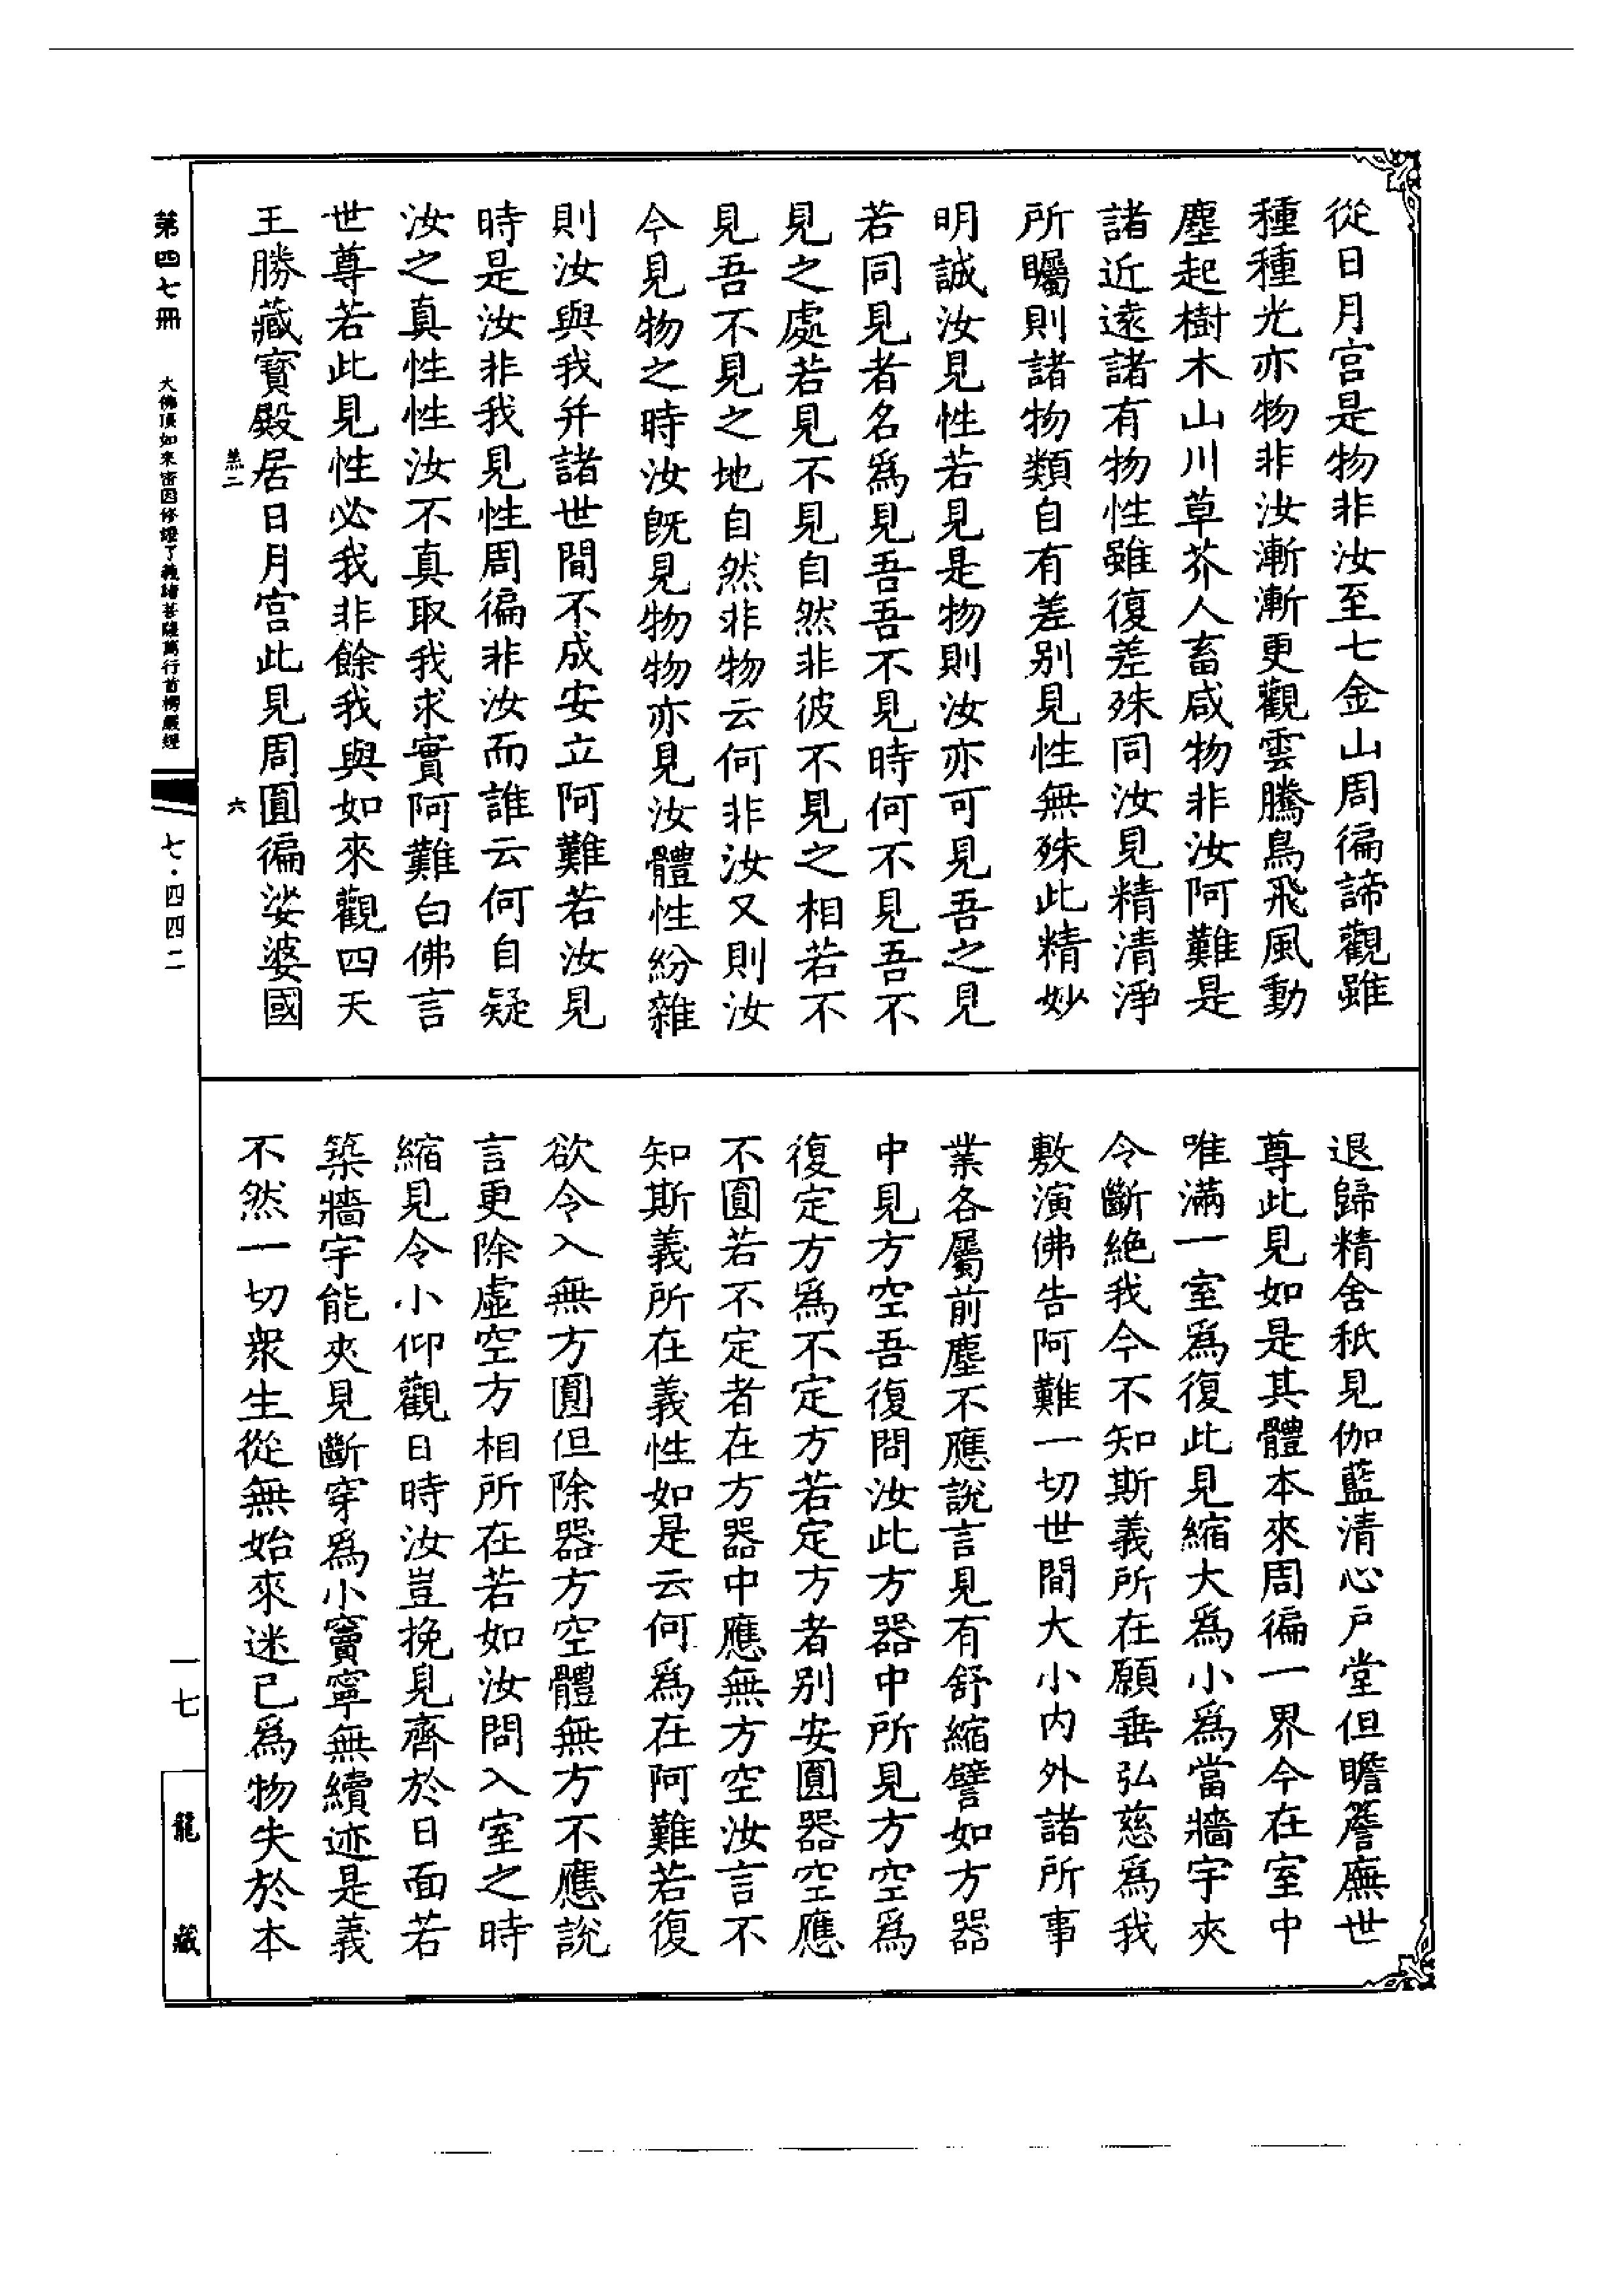 從日月宫是物非汝至七金山周徧諦觀雖
種種光亦物非汝漸漸更觀雲騰鳥飛風動
塵起樹木山川草芥人畜咸物非汝阿難是
諸近遠諸有物性雖復差殊同汝見精清淨
所矚則諸物類自有差别見性無殊此精妙
明誠汝見性若見是物則汝亦可見吾之見
若同見者名爲見吾吾不見時何不見吾不
見之處若見不見自然非彼不見之相若不
見吾不見之地自然非物云何非汝又則汝
今見物之時汝既見物物亦見汝體性紛雜
則汝與我并諸世間不成安立阿難若汝見
時是汝非我見性周徧非汝而誰云何自疑
汝之真性性汝不真取我求實阿難白佛言
世尊若此見性必我非餘我與如來觀四天
王勝藏寳殿居日月宫此見周圓徧娑婆國
六
退歸精舍秖見伽藍清心户堂但瞻簷廡世
尊此見如是其體本來周徧一界今在室中
唯滿一室爲復此見縮大爲小爲當牆宇夾
令斷絶我今不知斯義所在願垂弘慈爲我
敷演佛告阿難一切世間大小内外諸所事
業各屬前塵不應説言見有舒縮譬如方器
中見方空吾復問汝此方器中所見方空爲
復定方爲不定方若定方者别安圓器空應
不圓若不定者在方器中應無方空汝言不
知斯義所在義性如是云何爲在阿難若復
欲令入無方圓但除器方空體無方不應説
言更除虛空方相所在若如汝問入室之時
縮見令小仰觀日時汝豈挽見齊於日面若
築牆宇能夾見斷穿爲小竇寧無續迹是義
不然一切衆生從無始來迷己爲物失於本
第四七冊
大佛頂如來密因修證了義諸菩薩萬行首楞嚴經
七·四四二
一七
龍藏